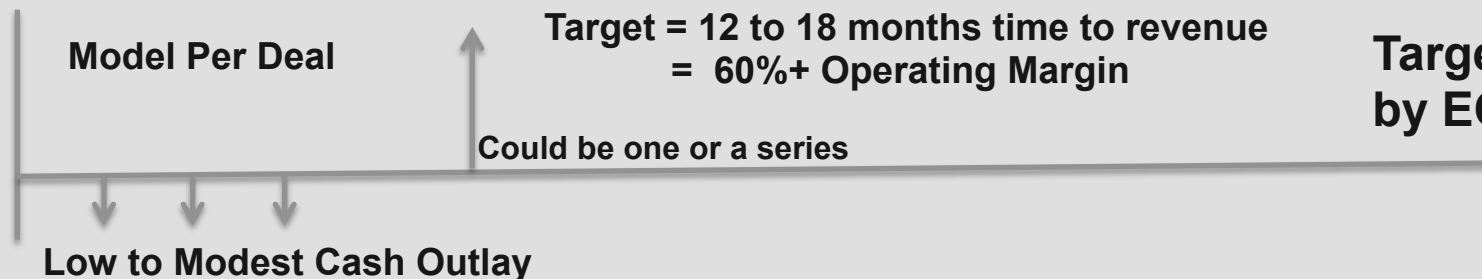 Model Per Deal
Target = 12 to 18 months time to revenue
= 60%+ Operating Margin
Could be one or a series
Low to Modest Cash Outlay
by